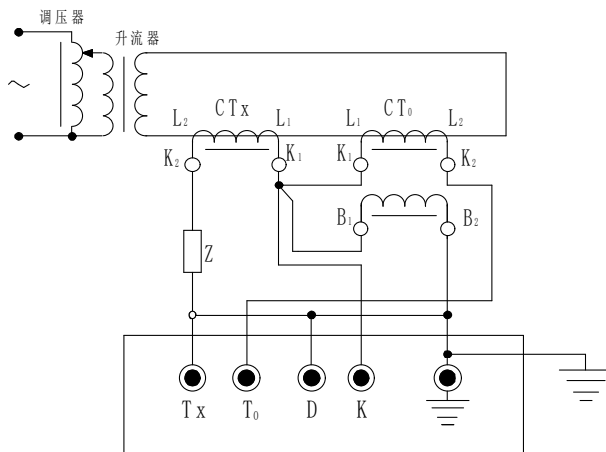 调压器
升流器
CTx CT₀
L₂ L₁ L₁ L₂
K₂ K₁ K₁ K₂
B₁ B₂
Z
Tx T₀ D K